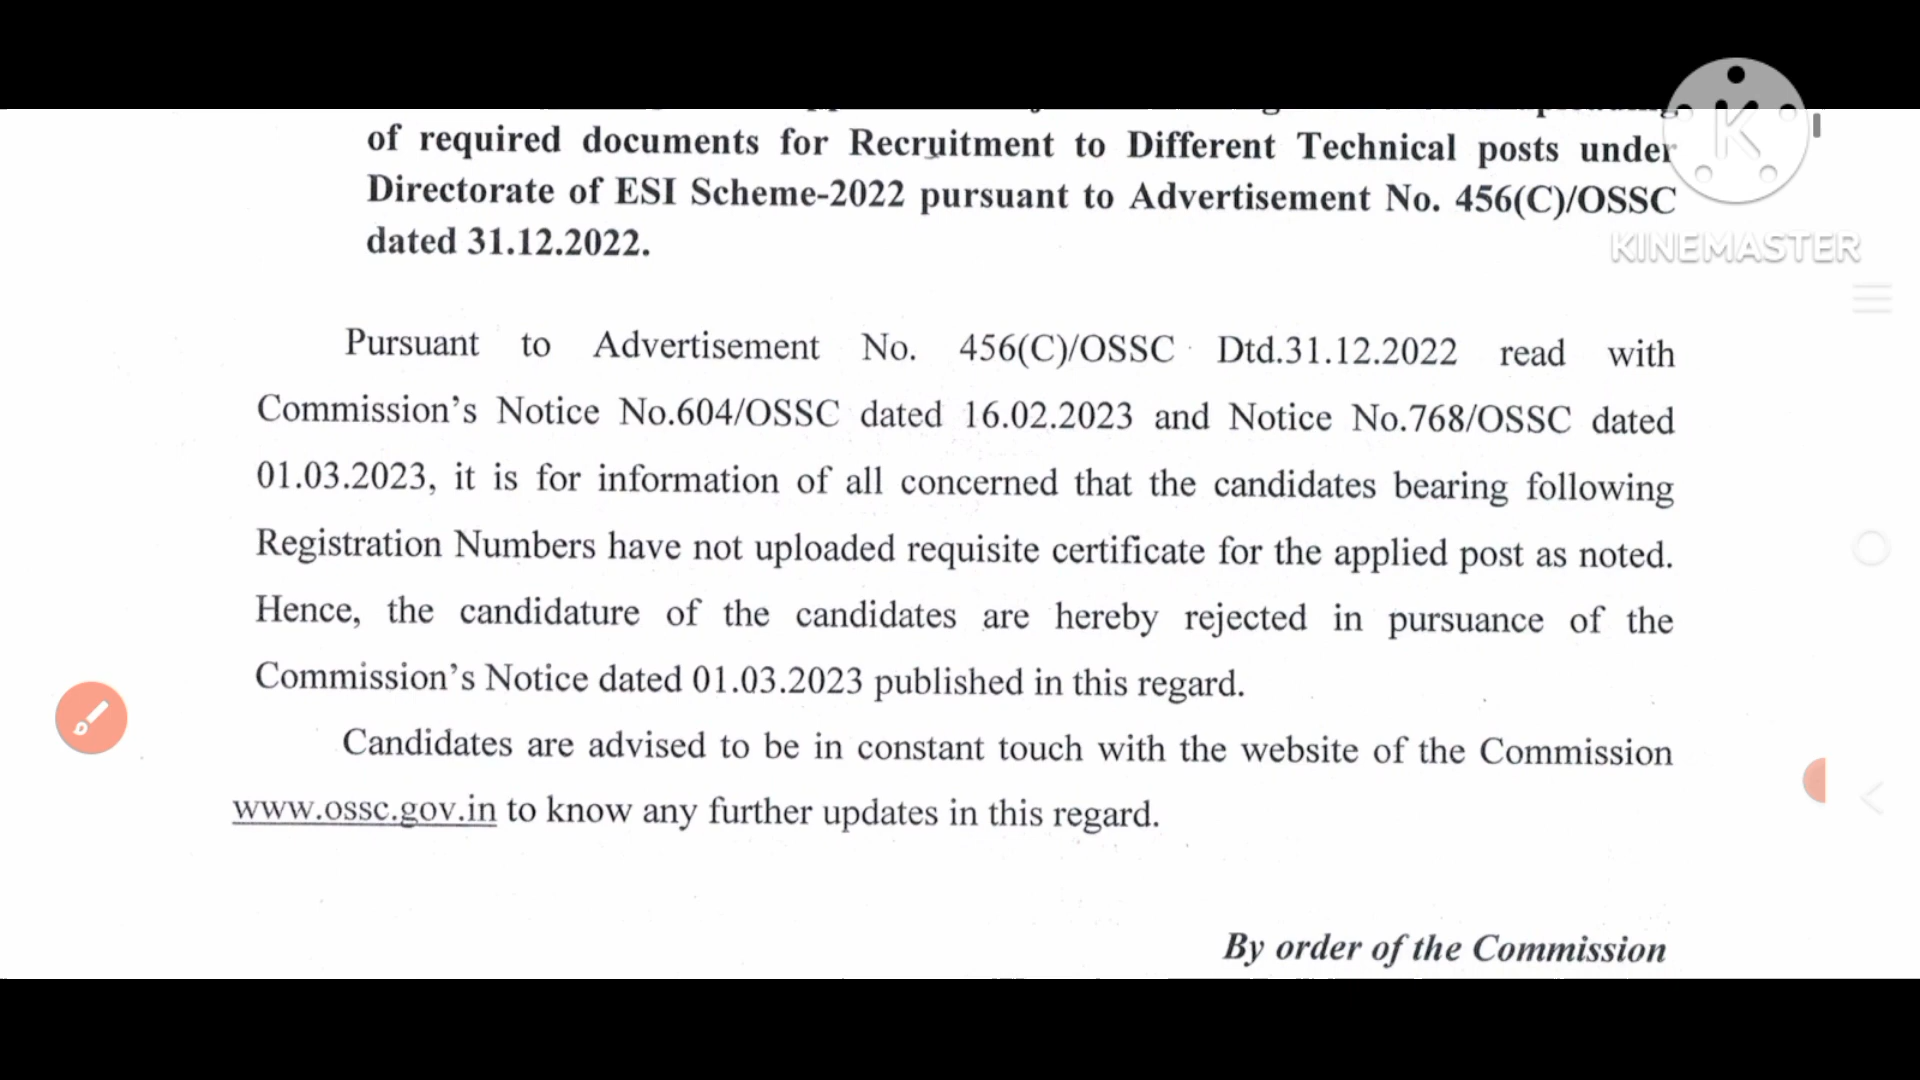 of required documents for Recruitment to Different Technical posts under
Directorate of ESI Scheme-2022 pursuant to Advertisement No. 456(C)/OSSC
dated 31.12.2022.
Pursuant to Advertisement No. 456(C)/OSSC Dtd.31.12.2022 read with
Commission's Notice No.604/OSSC dated 16.02.2023 and Notice No.768/OSSC dated
01.03.2023, it is for information of all concerned that the candidates bearing following
Registration Numbers have not uploaded requisite certificate for the applied post as noted.
Hence, the candidature of the candidates are hereby rejected in pursuance of the
Commission's Notice dated 01.03.2023 published in this regard.
Candidates are advised to be in constant touch with the website of the Commission
www.ossc.gov.in to know any further updates in this regard.
By order of the Commission
K
KINEMASTER